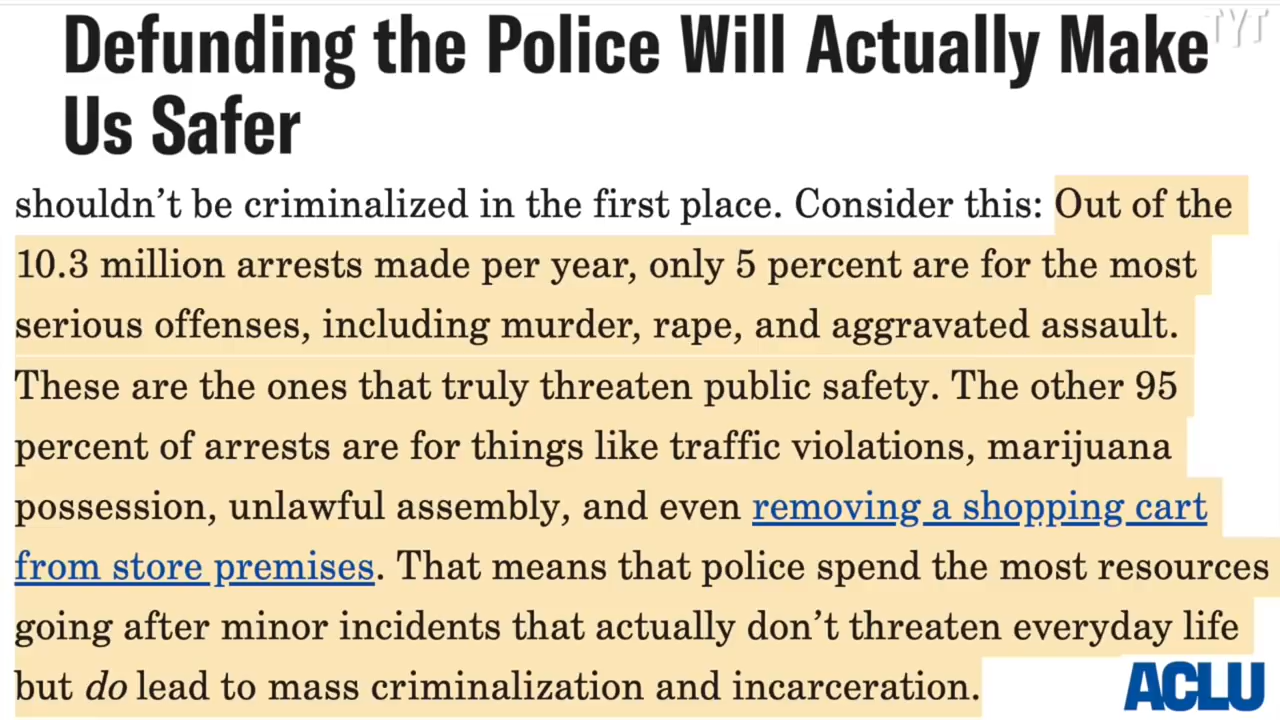 TYT
Defunding the Police Will Actually Make
Us Safer
shouldn’t be criminalized in the first place. Consider this: Out of the
10.3 million arrests made per year, only 5 percent are for the most
serious offenses, including murder, rape, and aggravated assault.
These are the ones that truly threaten public safety. The other 95
percent of arrests are for things like traffic violations, marijuana
possession, unlawful assembly, and even removing a shopping cart
from store premises. That means that police spend the most resources
going after minor incidents that actually don’t threaten everyday life
but do lead to mass criminalization and incarceration.
ACLU